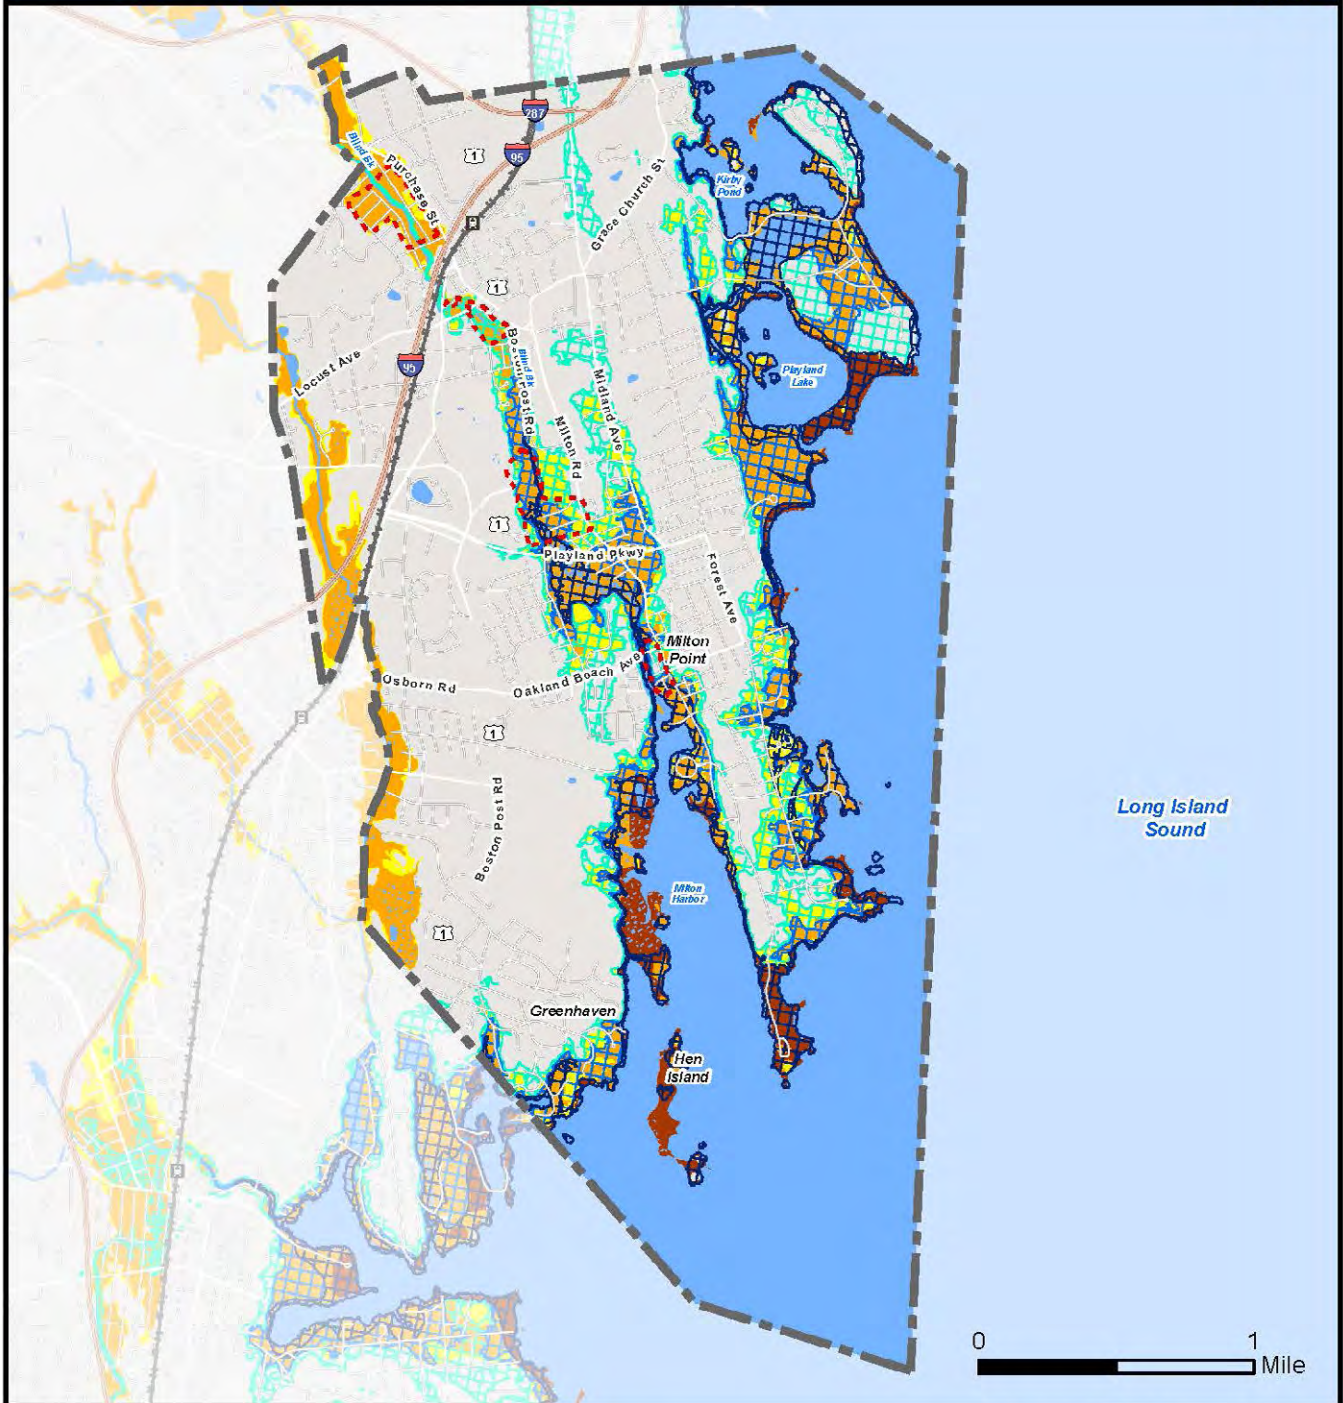 287
1
95
Blind Bk
Purchase St
Grace Church St
Kirby
Pond
1
Locust Ave
95
Boston Post Rd
Blind Bk
Milton Rd
Midland Ave
Playland
Lake
1
Playland Pkwy
Forest Ave
Milton
Point
Osborn Rd
Oakland Beach Ave
1
Boston Post Rd
Long Island
Sound
Milton
Harbor
1
Greenhaven
Hen
Island
0 1
Mile